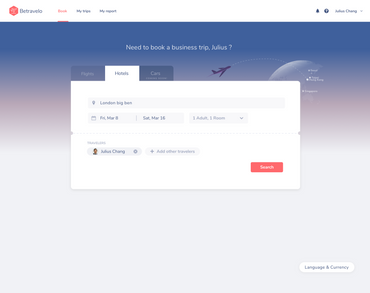 Betravelo
Book
My trips
My report
Julius Chang
Need to book a business trip, Julius ?
Flights
Hotels
Cars
London big ben
Fri, Mar 8
Sat, Mar 16
1 Adult, 1 Room
Travelers
Julius Chang
Add other travelers
Search
Language & Currency